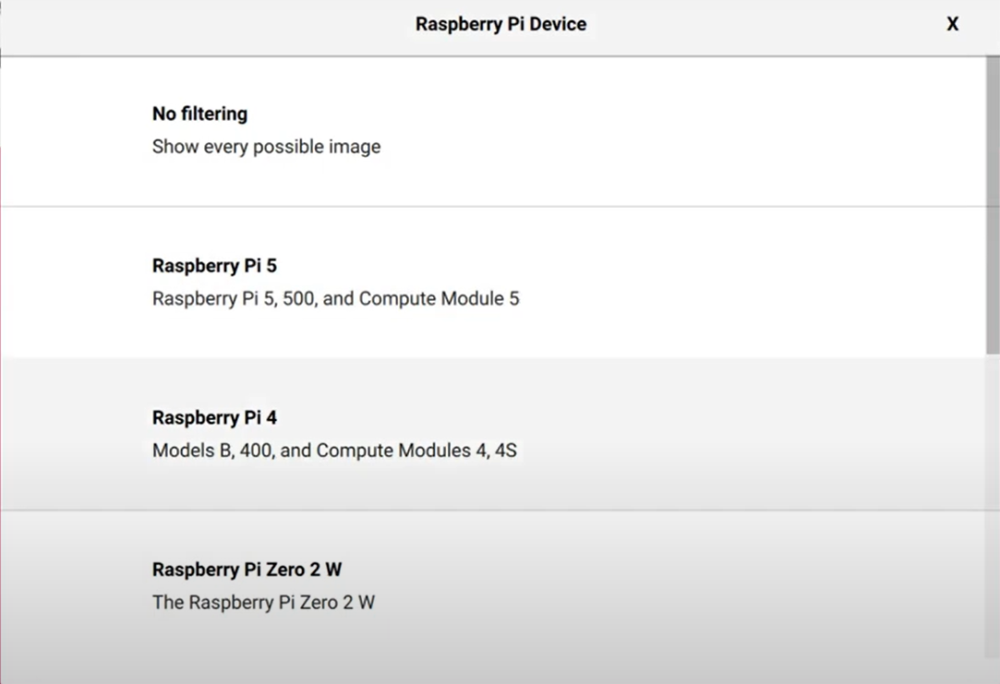 Raspberry Pi Device
X
No filtering
Show every possible image
Raspberry Pi 5
Raspberry Pi 5, 500, and Compute Module 5
Raspberry Pi 4
Models B, 400, and Compute Modules 4, 4S
Raspberry Pi Zero 2 W
The Raspberry Pi Zero 2 W